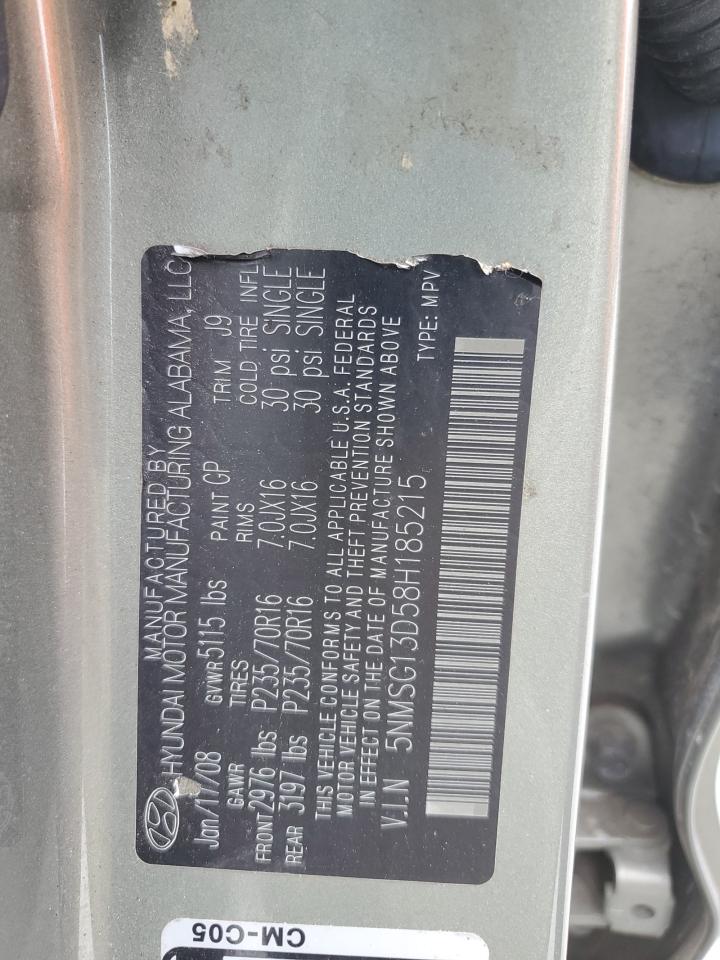 MANUFACTURED BY
HYUNDAI MOTOR MANUFACTURING ALABAMA, LLC
Jan/17/08 GVWR 5115 lbs PAINT GP TRIM J9
GAWR TIRES RIMS COLD TIRE INFL
FRONT 2976 lbs P235/70R16 7.0JX16 30 psi SINGLE
REAR 3197 lbs P235/70R16 7.0JX16 30 psi SINGLE
THIS VEHICLE CONFORMS TO ALL APPLICABLE U.S.A. FEDERAL
MOTOR VEHICLE SAFETY AND THEFT PREVENTION STANDARDS
IN EFFECT ON THE DATE OF MANUFACTURE SHOWN ABOVE
V.I.N 5NMSG13D58H185215 TYPE: MPV
CM-C05